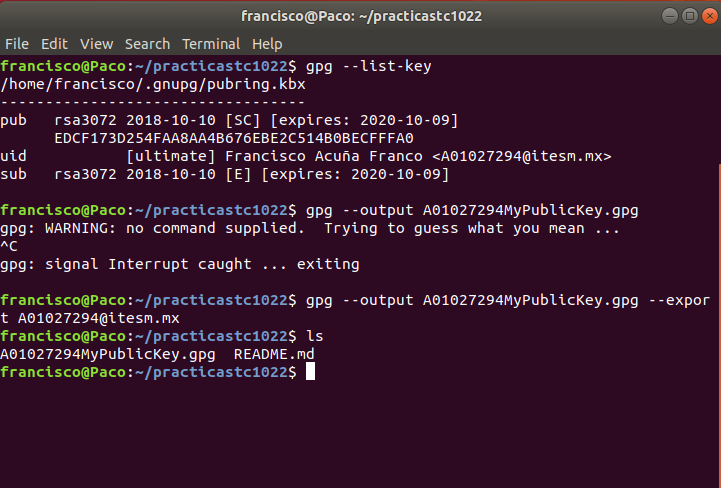 francisco@Paco: ~/practicastc1022
File Edit View Search Terminal Help
francisco@Paco:~/practicastc1022$ gpg --list-key
/home/francisco/.gnupg/pubring.kbx
----------------------------------
pub   rsa3072 2018-10-10 [SC] [expires: 2020-10-09]
      EDCF173D254FAA8AA4B676EBE2C514B0BECFFFA0
uid           [ultimate] Francisco Acuña Franco <A01027294@itesm.mx>
sub   rsa3072 2018-10-10 [E] [expires: 2020-10-09]
francisco@Paco:~/practicastc1022$ gpg --output A01027294MyPublicKey.gpg
gpg: WARNING: no command supplied.  Trying to guess what you mean ...
^C
gpg: signal Interrupt caught ... exiting
francisco@Paco:~/practicastc1022$ gpg --output A01027294MyPublicKey.gpg --expor
t A01027294@itesm.mx
francisco@Paco:~/practicastc1022$ ls
A01027294MyPublicKey.gpg  README.md
francisco@Paco:~/practicastc1022$